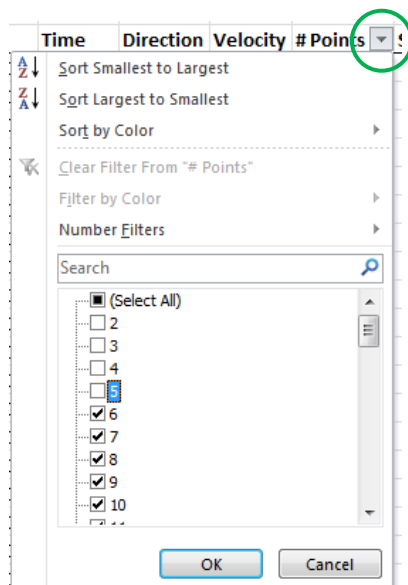 Time Direction Velocity # Points
Sort Smallest to Largest
Sort Largest to Smallest
Sort by Color
Clear Filter From "# Points"
Filter by Color
Number Filters
Search
(Select All)
2
3
4
5
6
7
8
9
10
OK Cancel